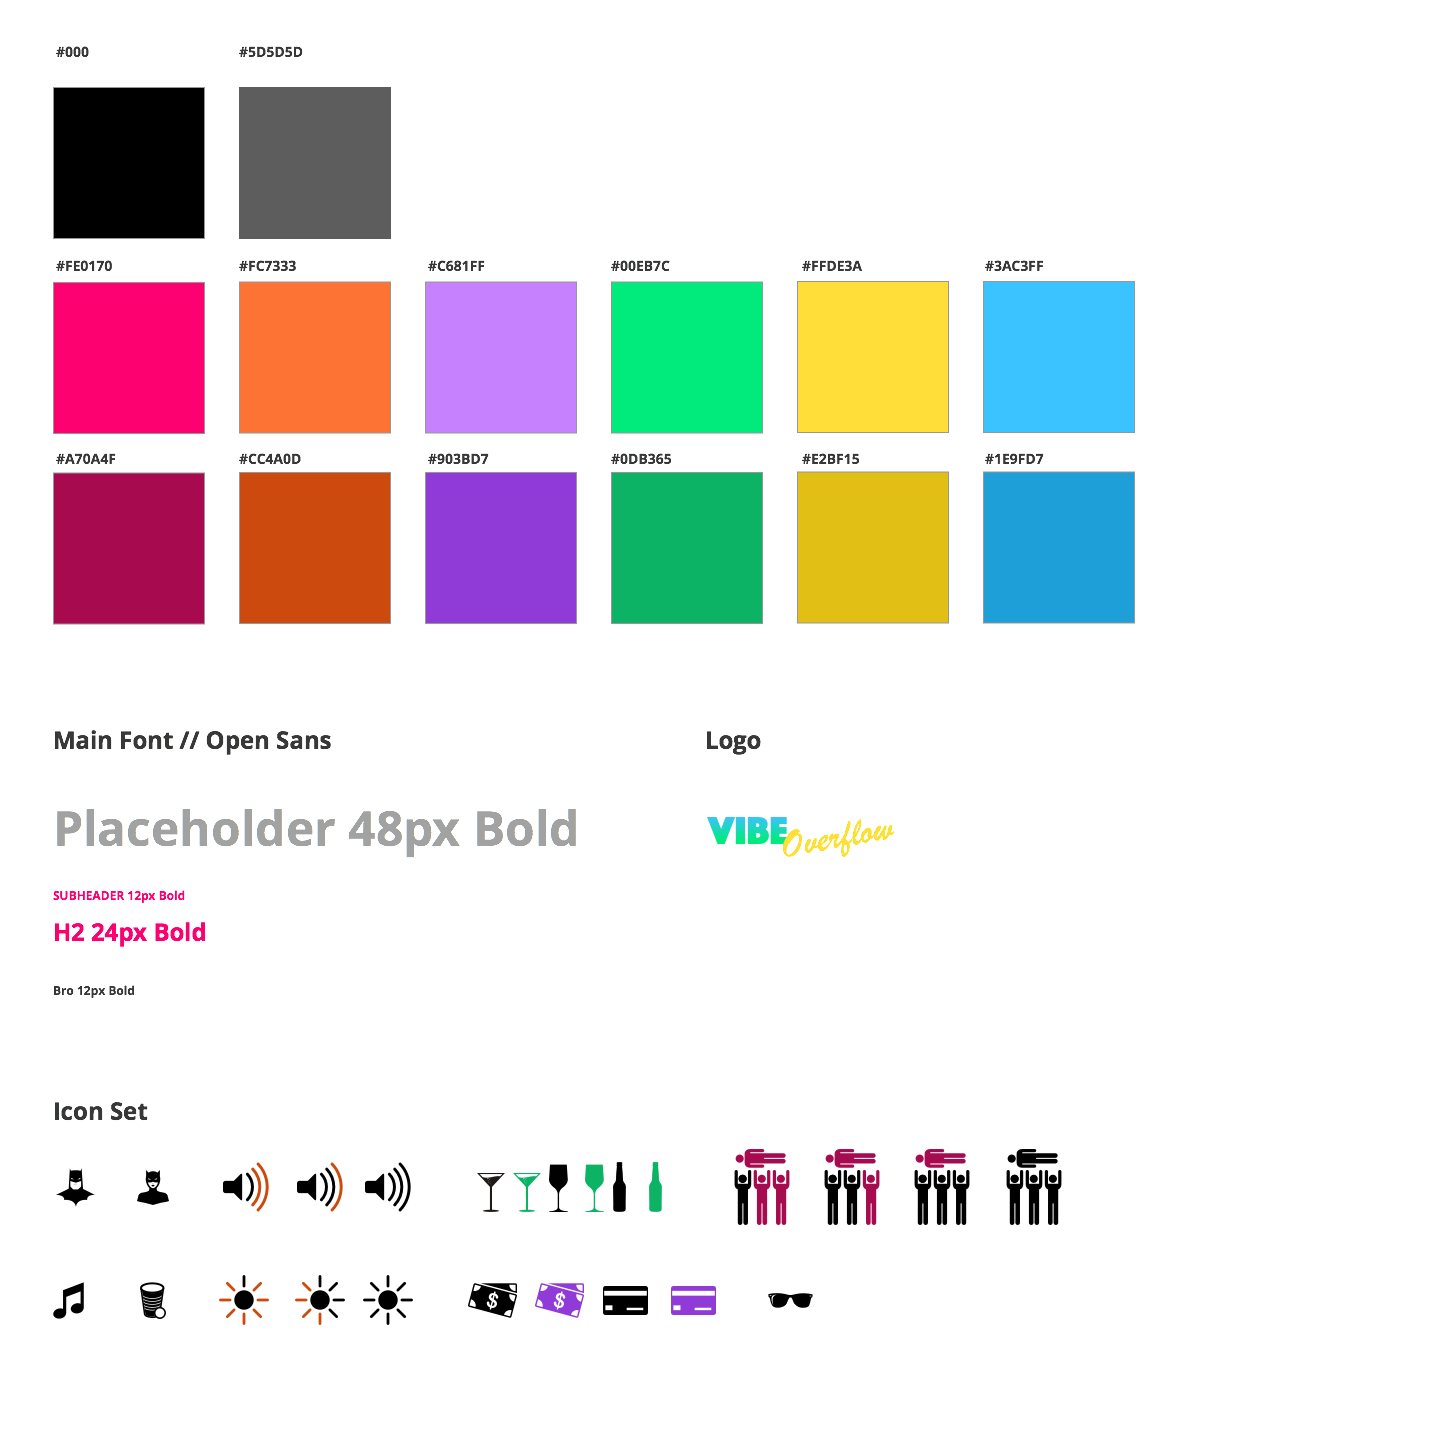 #000 #5D5D5D
#FE0170 #FC7333 #C681FF #00EB7C #FFDE3A #3AC3FF
#A70A4F #CC4A0D #903BD7 #0DB365 #E2BF15 #1E9FD7
Main Font // Open Sans
Logo
Placeholder 48px Bold
VIBE Overflow
SUBHEADER 12px Bold
H2 24px Bold
Bro 12px Bold
Icon Set
$ $